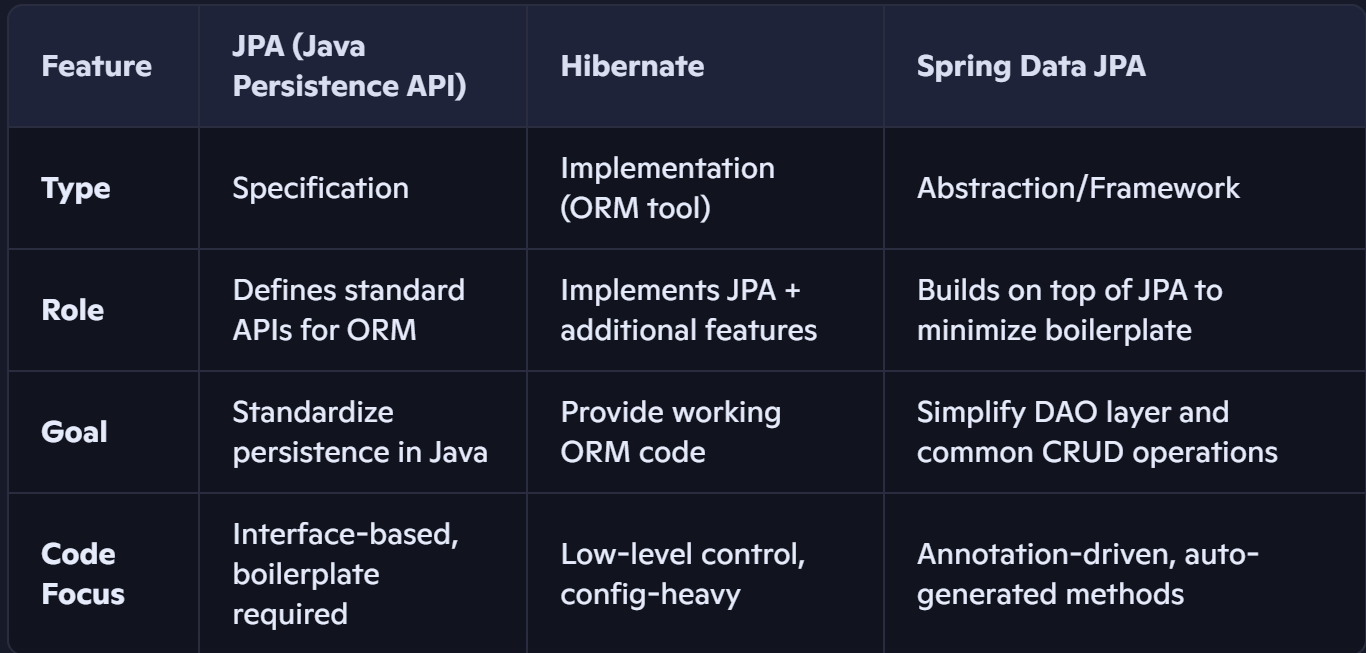 Feature
JPA (Java
Persistence API)
Hibernate
Spring Data JPA
Type
Specification
Implementation
(ORM tool)
Abstraction/Framework
Role
Defines standard
APIs for ORM
Implements JPA +
additional features
Builds on top of JPA to
minimize boilerplate
Goal
Standardize
persistence in Java
Provide working
ORM code
Simplify DAO layer and
common CRUD operations
Code
Focus
Interface-based,
boilerplate
required
Low-level control,
config-heavy
Annotation-driven, auto-
generated methods